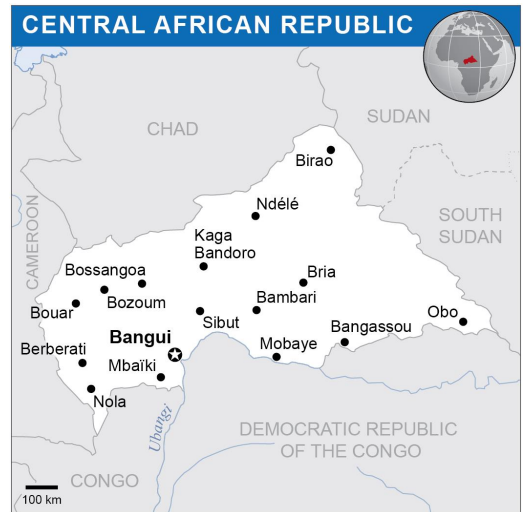 CENTRAL AFRICAN REPUBLIC
CHAD
SUDAN
Birao
Ndélé
SOUTH
SUDAN
CAMEROON
Kaga
Bandoro
Bossangoa
Bria
Bozoum
Bambari
Bouar
Sibut
Obo
Bangui
Bangassou
Berberati
Mobaye
Mbaïki
Nola
Ubangi
DEMOCRATIC REPUBLIC
OF THE CONGO
CONGO
100 km